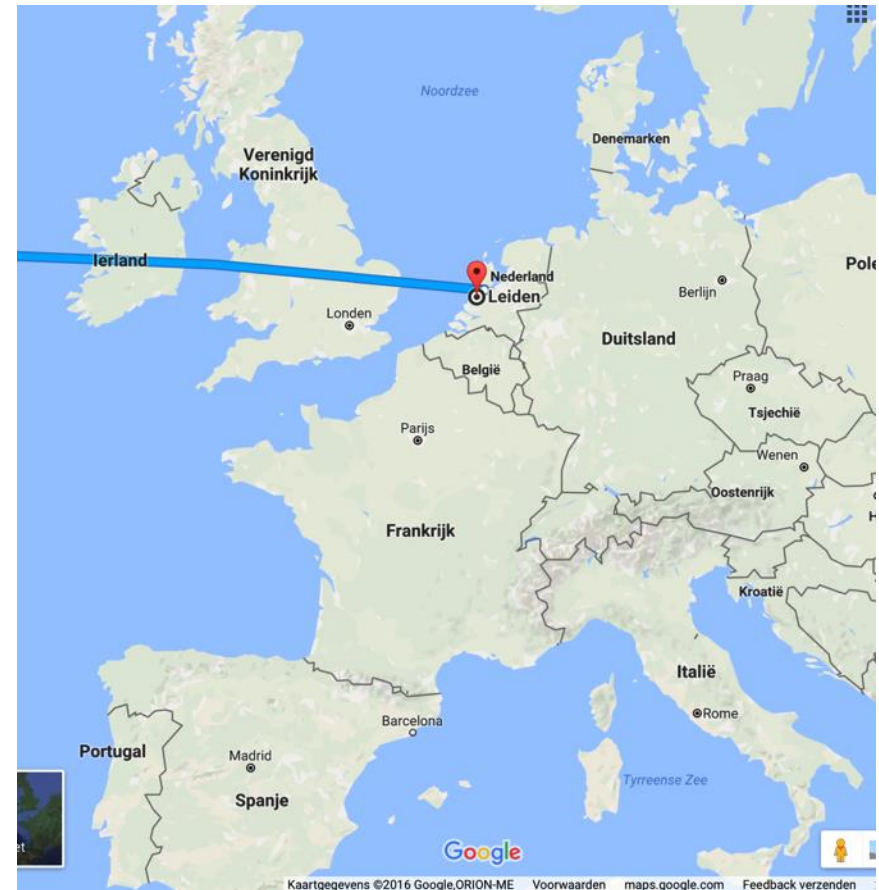 Noordzee
Denemarken
Verenigd
Koninkrijk
Ierland
Nederland
Leiden
Pole
Berlijn
Londen
Duitsland
België
Praag
Tsjechië
Parijs
Wenen
Oostenrijk
H
Frankrijk
Kroatië
Italië
Rome
Barcelona
Portugal
Madrid
Tyrreense Zee
Spanje
et
Google
Kaartgegevens ©2016 Google,ORION-ME Voorwaarden maps.google.com Feedback verzenden